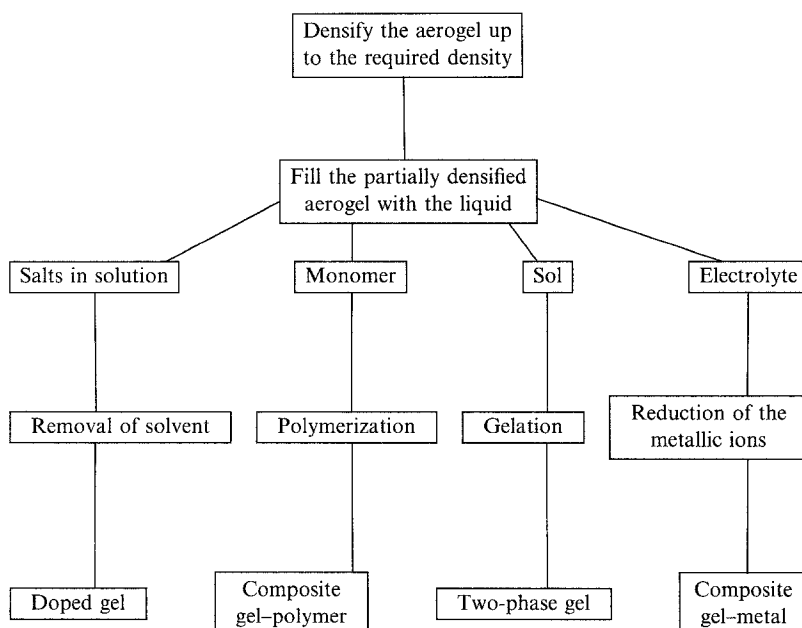 Densify the aerogel up
to the required density
Fill the partially densified
aerogel with the liquid
Salts in solution
Monomer
Sol
Electrolyte
Removal of solvent
Polymerization
Gelation
Reduction of the
metallic ions
Doped gel
Composite
gel–polymer
Two-phase gel
Composite
gel–metal